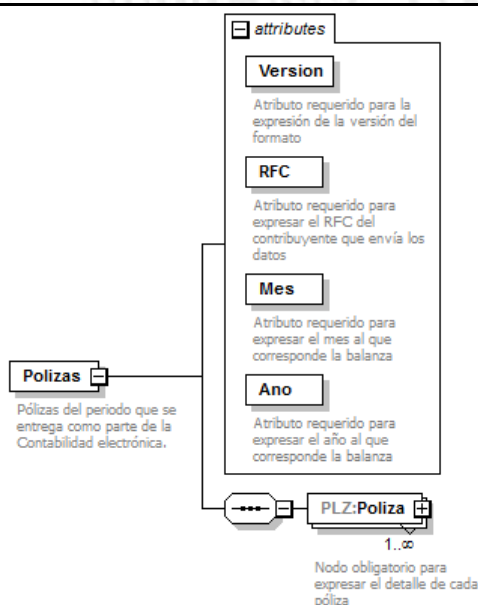 attributes
Version
Atributo requerido para la
expresión de la versión del
formato
RFC
Atributo requerido para
expresar el RFC del
contribuyente que envía los
datos
Mes
Atributo requerido para
expresar el mes al que
corresponde la balanza
Ano
Atributo requerido para
expresar el año al que
corresponde la balanza
Polizas
Pólizas del periodo que se
entrega como parte de la
Contabilidad electrónica.
PLZ:Poliza
1..∞
Nodo obligatorio para
expresar el detalle de cada
póliza